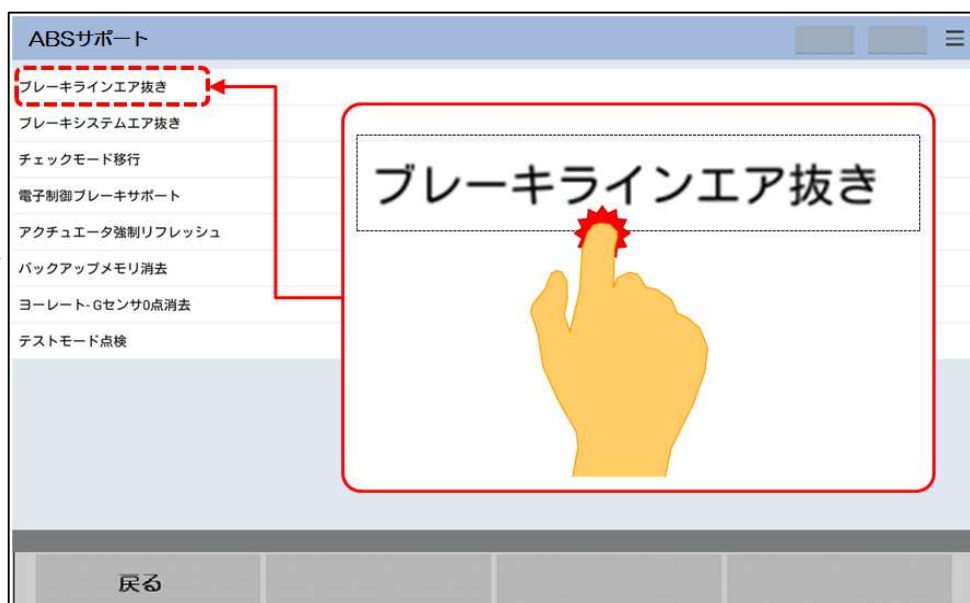 ABSサポート
ブレーキラインエア抜き
ブレーキシステムエア抜き
チェックモード移行
電子制御ブレーキサポート
アクチュエータ強制リフレッシュ
バックアップメモリ消去
ヨーレート・Gセンサ0点消去
テストモード点検
ブレーキラインエア抜き
戻る